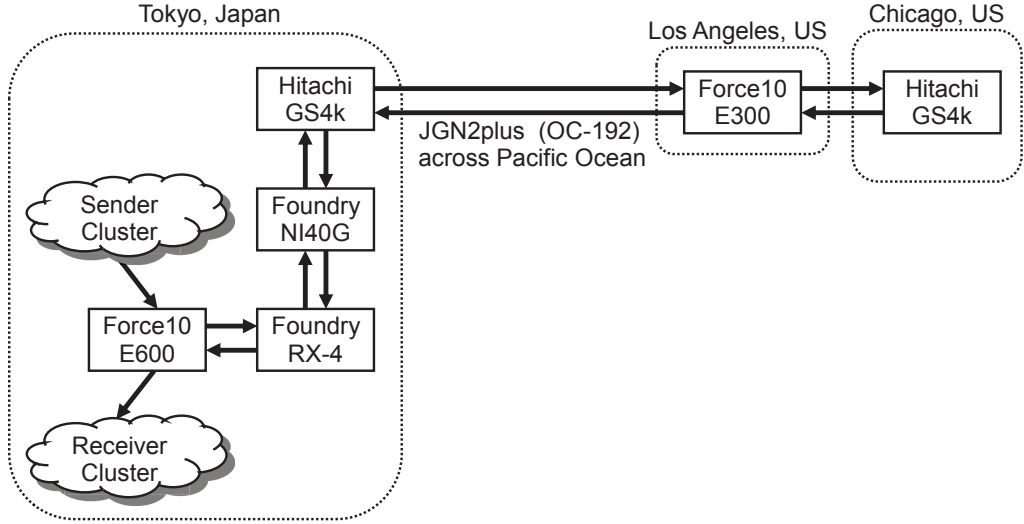 Tokyo, Japan
Los Angeles, US
Chicago, US
Hitachi
GS4k
Force10
E300
Hitachi
GS4k
JGN2plus (OC-192)
across Pacific Ocean
Sender
Cluster
Foundry
NI40G
Force10
E600
Foundry
RX-4
Receiver
Cluster